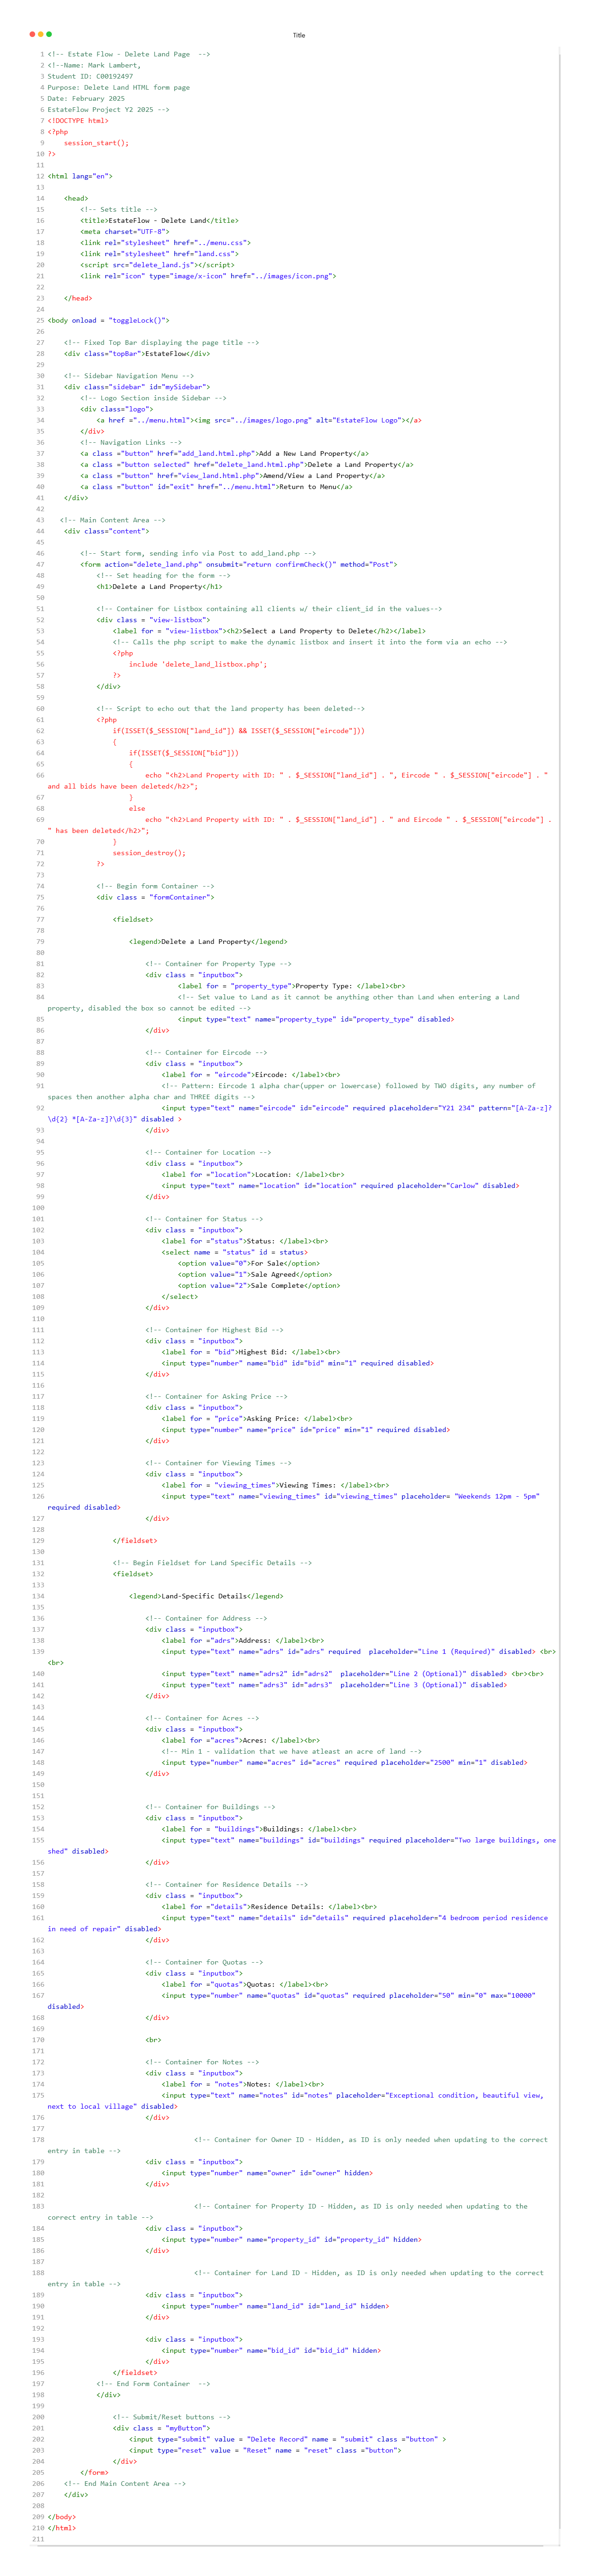 Title
1 <!-- Estate Flow - Delete Land Page  -->
2 <!--Name: Mark Lambert,
3 Student ID: C00192497
4 Purpose: Delete Land HTML form page
5 Date: February 2025
6 EstateFlow Project Y2 2025 -->
7 <!DOCTYPE html>
8 <?php
9     session_start();
10 ?>
11
12 <html lang="en">
13
14     <head>
15         <!-- Sets title -->
16         <title>EstateFlow - Delete Land</title>
17         <meta charset="UTF-8">
18         <link rel="stylesheet" href="../menu.css">
19         <link rel="stylesheet" href="land.css">
20         <script src="delete_land.js"></script>
21         <link rel="icon" type="image/x-icon" href="../images/icon.png">
22
23     </head>
24
25 <body onload = "toggleLock()">
26
27     <!-- Fixed Top Bar displaying the page title -->
28     <div class="topBar">EstateFlow</div>
29
30     <!-- Sidebar Navigation Menu -->
31     <div class="sidebar" id="mySidebar">
32         <!-- Logo Section inside Sidebar -->
33         <div class="logo">
34             <a href ="../menu.html"><img src="../images/logo.png" alt="EstateFlow Logo"></a>
35         </div>
36         <!-- Navigation Links -->
37         <a class ="button" href="add_land.html.php">Add a New Land Property</a>
38         <a class ="button selected" href="delete_land.html.php">Delete a Land Property</a>
39         <a class ="button" href="view_land.html.php">Amend/View a Land Property</a>
40         <a class ="button" id="exit" href="../menu.html">Return to Menu</a>
41     </div>
42
43    <!-- Main Content Area -->
44     <div class="content">
45
46         <!-- Start form, sending info via Post to add_land.php -->
47         <form action="delete_land.php" onsubmit="return confirmCheck()" method="Post">
48             <!-- Set heading for the form -->
49             <h1>Delete a Land Property</h1>
50
51             <!-- Container for Listbox containing all clients w/ their client_id in the values-->
52             <div class = "view-listbox">
53                 <label for = "view-listbox"><h2>Select a Land Property to Delete</h2></label>
54                 <!-- Calls the php script to make the dynamic listbox and insert it into the form via an echo -->
55                 <?php
56                     include 'delete_land_listbox.php';
57                 ?>
58             </div>
59
60             <!-- Script to echo out that the land property has been deleted-->
61             <?php
62                 if(ISSET($_SESSION["land_id"]) && ISSET($_SESSION["eircode"]))
63                 {
64                     if(ISSET($_SESSION["bid"]))
65                     {
66                         echo "<h2>Land Property with ID: " . $_SESSION["land_id"] . ", Eircode " . $_SESSION["eircode"] . "
and all bids have been deleted</h2>";
67                     }
68                     else
69                         echo "<h2>Land Property with ID: " . $_SESSION["land_id"] . " and Eircode " . $_SESSION["eircode"] .
" has been deleted</h2>";
70                 }
71                 session_destroy();
72             ?>
73
74             <!-- Begin form Container -->
75             <div class = "formContainer">
76
77                 <fieldset>
78
79                     <legend>Delete a Land Property</legend>
80
81                         <!-- Container for Property Type -->
82                         <div class = "inputbox">
83                                 <label for = "property_type">Property Type: </label><br>
84                                 <!-- Set value to Land as it cannot be anything other than Land when entering a Land
property, disabled the box so cannot be edited -->
85                                 <input type="text" name="property_type" id="property_type" disabled>
86                         </div>
87
88                         <!-- Container for Eircode -->
89                         <div class = "inputbox">
90                             <label for = "eircode">Eircode: </label><br>
91                             <!-- Pattern: Eircode 1 alpha char(upper or lowercase) followed by TWO digits, any number of
spaces then another alpha char and THREE digits -->
92                             <input type="text" name="eircode" id="eircode" required placeholder="Y21 234" pattern="[A-Za-z]?
\d{2} *[A-Za-z]?\d{3}" disabled >
93                         </div>
94
95                         <!-- Container for Location -->
96                         <div class = "inputbox">
97                             <label for ="location">Location: </label><br>
98                             <input type="text" name="location" id="location" required placeholder="Carlow" disabled>
99                         </div>
100
101                         <!-- Container for Status -->
102                         <div class = "inputbox">
103                             <label for ="status">Status: </label><br>
104                             <select name = "status" id = status>
105                                 <option value="0">For Sale</option>
106                                 <option value="1">Sale Agreed</option>
107                                 <option value="2">Sale Complete</option>
108                             </select>
109                         </div>
110
111                         <!-- Container for Highest Bid -->
112                         <div class = "inputbox">
113                             <label for = "bid">Highest Bid: </label><br>
114                             <input type="number" name="bid" id="bid" min="1" required disabled>
115                         </div>
116
117                         <!-- Container for Asking Price -->
118                         <div class = "inputbox">
119                             <label for = "price">Asking Price: </label><br>
120                             <input type="number" name="price" id="price" min="1" required disabled>
121                         </div>
122
123                         <!-- Container for Viewing Times -->
124                         <div class = "inputbox">
125                             <label for = "viewing_times">Viewing Times: </label><br>
126                             <input type="text" name="viewing_times" id="viewing_times" placeholder= "Weekends 12pm - 5pm"
required disabled>
127                         </div>
128
129                 </fieldset>
130
131                 <!-- Begin Fieldset for Land Specific Details -->
132                 <fieldset>
133
134                     <legend>Land-Specific Details</legend>
135
136                         <!-- Container for Address -->
137                         <div class = "inputbox">
138                             <label for ="adrs">Address: </label><br>
139                             <input type="text" name="adrs" id="adrs" required  placeholder="Line 1 (Required)" disabled> <br>
<br>
140                             <input type="text" name="adrs2" id="adrs2"  placeholder="Line 2 (Optional)" disabled> <br><br>
141                             <input type="text" name="adrs3" id="adrs3"  placeholder="Line 3 (Optional)" disabled>
142                         </div>
143
144                         <!-- Container for Acres -->
145                         <div class = "inputbox">
146                             <label for ="acres">Acres: </label><br>
147                             <!-- Min 1 - validation that we have atleast an acre of land -->
148                             <input type="number" name="acres" id="acres" required placeholder="2500" min="1" disabled>
149                         </div>
150
151
152                         <!-- Container for Buildings -->
153                         <div class = "inputbox">
154                             <label for = "buildings">Buildings: </label><br>
155                             <input type="text" name="buildings" id="buildings" required placeholder="Two large buildings, one
shed" disabled>
156                         </div>
157
158                         <!-- Container for Residence Details -->
159                         <div class = "inputbox">
160                             <label for ="details">Residence Details: </label><br>
161                             <input type="text" name="details" id="details" required placeholder="4 bedroom period residence
in need of repair" disabled>
162                         </div>
163
164                         <!-- Container for Quotas -->
165                         <div class = "inputbox">
166                             <label for ="quotas">Quotas: </label><br>
167                             <input type="number" name="quotas" id="quotas" required placeholder="50" min="0" max="10000"
disabled>
168                         </div>
169
170                         <br>
171
172                         <!-- Container for Notes -->
173                         <div class = "inputbox">
174                             <label for = "notes">Notes: </label><br>
175                             <input type="text" name="notes" id="notes" placeholder="Exceptional condition, beautiful view,
next to local village" disabled>
176                         </div>
177
178                                     <!-- Container for Owner ID - Hidden, as ID is only needed when updating to the correct
entry in table -->
179                         <div class = "inputbox">
180                             <input type="number" name="owner" id="owner" hidden>
181                         </div>
182
183                                     <!-- Container for Property ID - Hidden, as ID is only needed when updating to the
correct entry in table -->
184                         <div class = "inputbox">
185                             <input type="number" name="property_id" id="property_id" hidden>
186                         </div>
187
188                                     <!-- Container for Land ID - Hidden, as ID is only needed when updating to the correct
entry in table -->
189                         <div class = "inputbox">
190                             <input type="number" name="land_id" id="land_id" hidden>
191                         </div>
192
193                         <div class = "inputbox">
194                             <input type="number" name="bid_id" id="bid_id" hidden>
195                         </div>
196                 </fieldset>
197             <!-- End Form Container  -->
198             </div>
199
200                 <!-- Submit/Reset buttons -->
201                 <div class = "myButton">
202                     <input type="submit" value = "Delete Record" name = "submit" class ="button" >
203                     <input type="reset" value = "Reset" name = "reset" class ="button">
204                 </div>
205         </form>
206     <!-- End Main Content Area -->
207     </div>
208
209 </body>
210 </html>
211